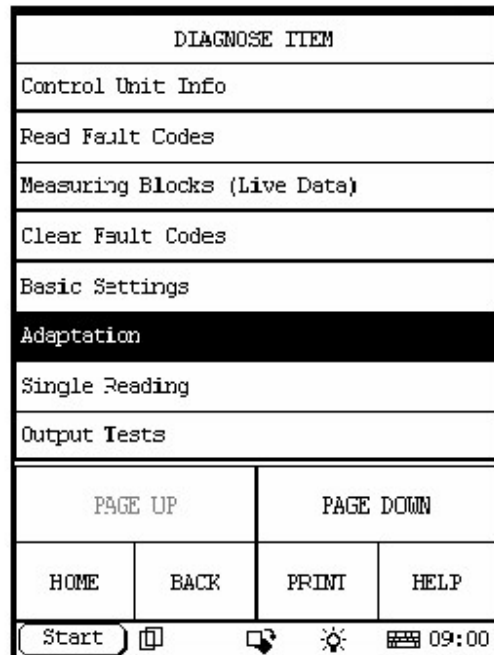 DIAGNOSE ITEM
Control Unit Info
Read Fault Codes
Measuring Blocks (Live Data)
Clear Fault Codes
Basic Settings
Adaptation
Single Reading
Output Tests
PAGE UP PAGE DOWN
HOME BACK PRINT HELP
Start 09:00